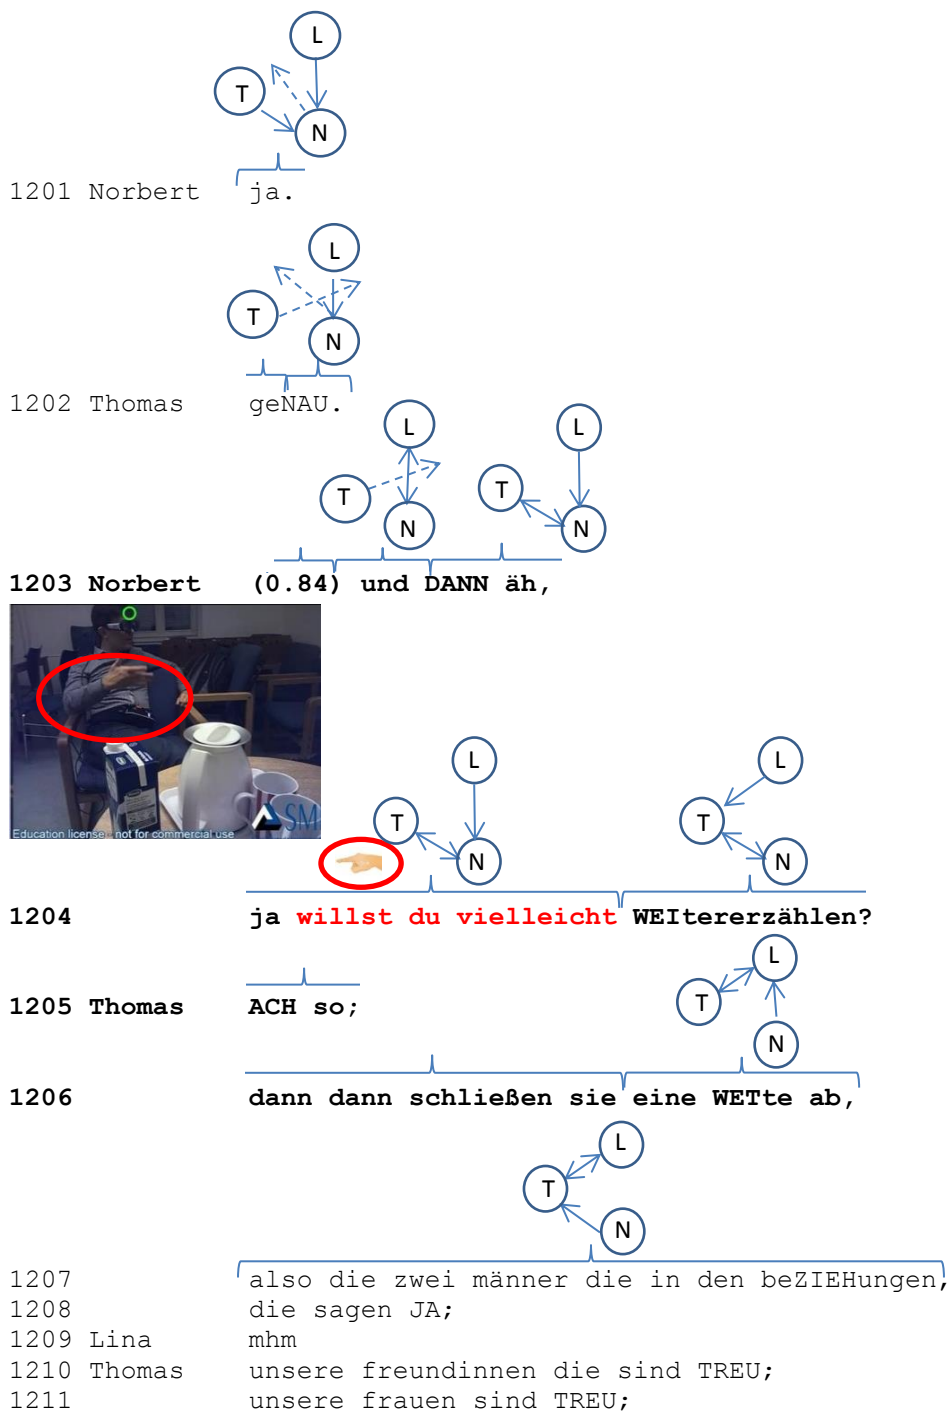 L
T
N
1201 Norbert ja.
L
T
N
1202 Thomas geNAU.
L L
T T
N N
1203 Norbert (0.84) und DANN äh,
Education license - not for commercial use SM
L L
T T
N N
1204 ja willst du vielleicht WEItererzählen?
L
1205 Thomas ACH so;
T
N
1206 dann dann schließen sie eine WETte ab,
L
T
N
1207 also die zwei männer die in den beZIEHungen,
1208 die sagen JA;
1209 Lina mhm
1210 Thomas unsere freundinnen die sind TREU;
1211 unsere frauen sind TREU;